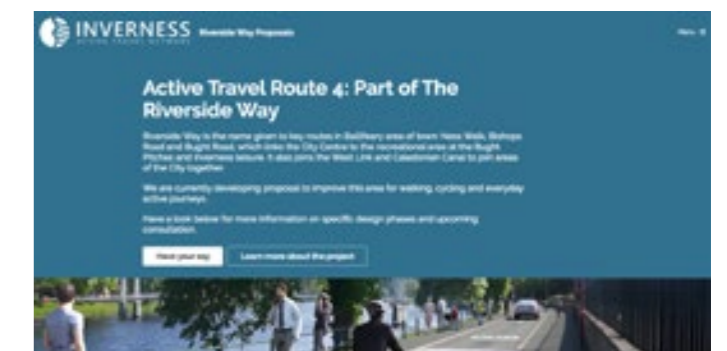 INVERNESS Riverside Way Proposals
ACTIVE TRAVEL NETWORK
Menu
Active Travel Route 4: Part of The
Riverside Way
Riverside Way is the name given to key routes in Ballifeary area of town: Ness Walk, Bishops
Road and Bught Road, which links the City Centre to the recreational area at the Bught
Pitches and Inverness leisure. It also joins the West Link and Caledonian Canal to join areas
of the City together.
We are currently developing proposal to improve this area for walking, cycling and everyday
active journeys.
Have a look below for more information on specific design phases and upcoming
consultation.
Have your say
Learn more about the project